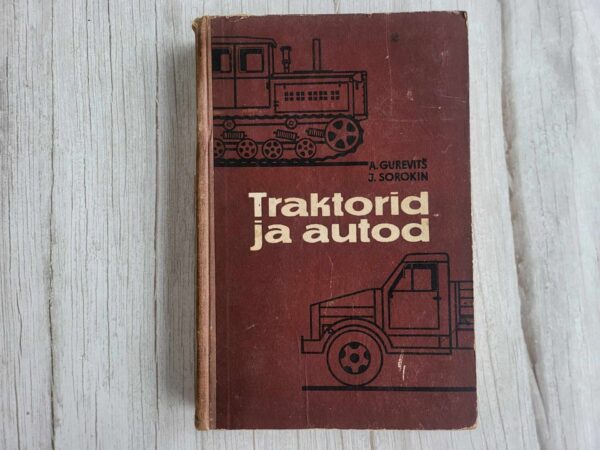 A. GUREVITŠ
J. SOROKIN
Traktorid
ja autod